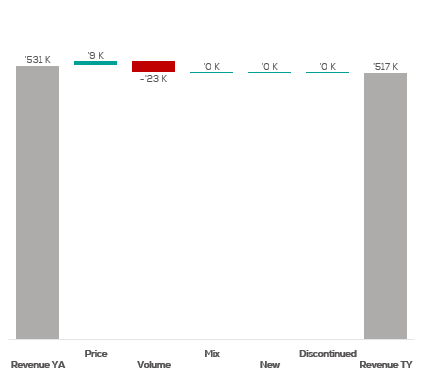 '531 K
'9 K
-'23 K
'0 K
'0 K
'0 K
'517 K
Revenue YA
Price
Volume
Mix
New
Discontinued
Revenue TY